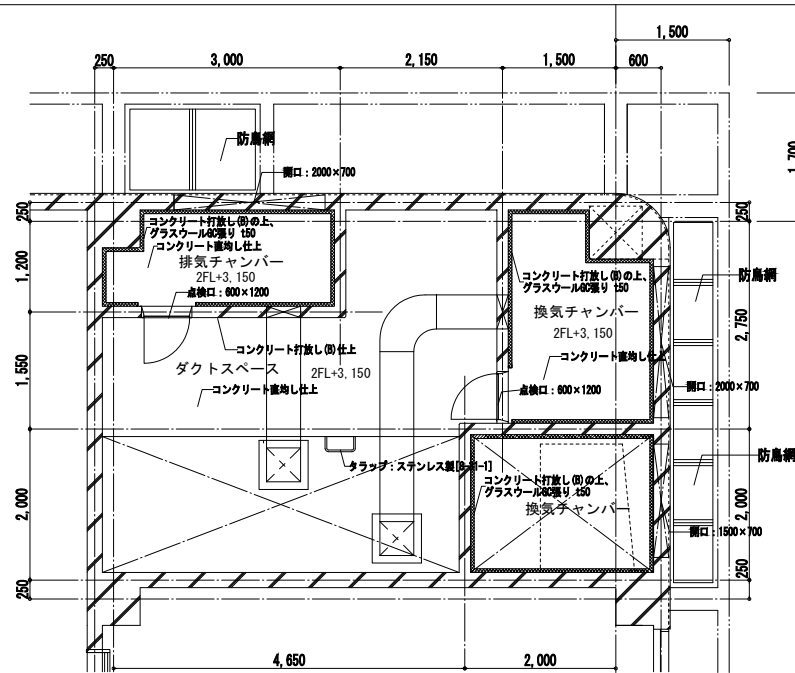 1,500
250
3,000
2,150
1,500
600
防鳥網
開口：2000×700
1,700
250
1,200
1,550
2,000
250
コンクリート打放し(B)の上、
グラスウールGC張り t50
コンクリート直均し仕上
排気チャンバー
2FL+3,150
点検口：600×1200
コンクリート打放し(B)仕上
ダクトスペース
2FL+3,150
コンクリート直均し仕上
コンクリート打放し(B)の上、
グラスウールGC張り t50
換気チャンバー
2FL+3,150
コンクリート直均し仕上
点検口：600×1200
開口：2000×700
防鳥網
250
2,750
2,000
250
タラップ：ステンレス製
コンクリート打放し(B)の上、
グラスウールGC張り t50
換気チャンバー
防鳥網
開口：1500×700
4,650
2,000